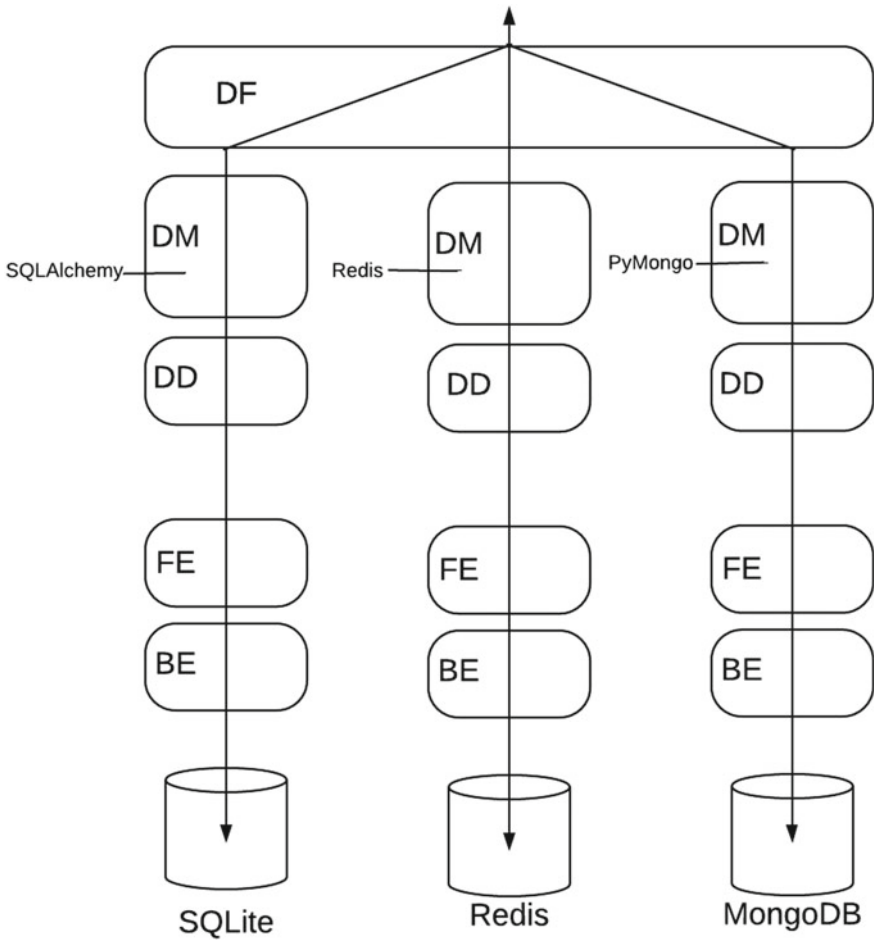 DF
DM
DM
DM
SQLAlchemy
Redis
PyMongo
DD
DD
DD
FE
FE
FE
BE
BE
BE
SQLite
Redis
MongoDB